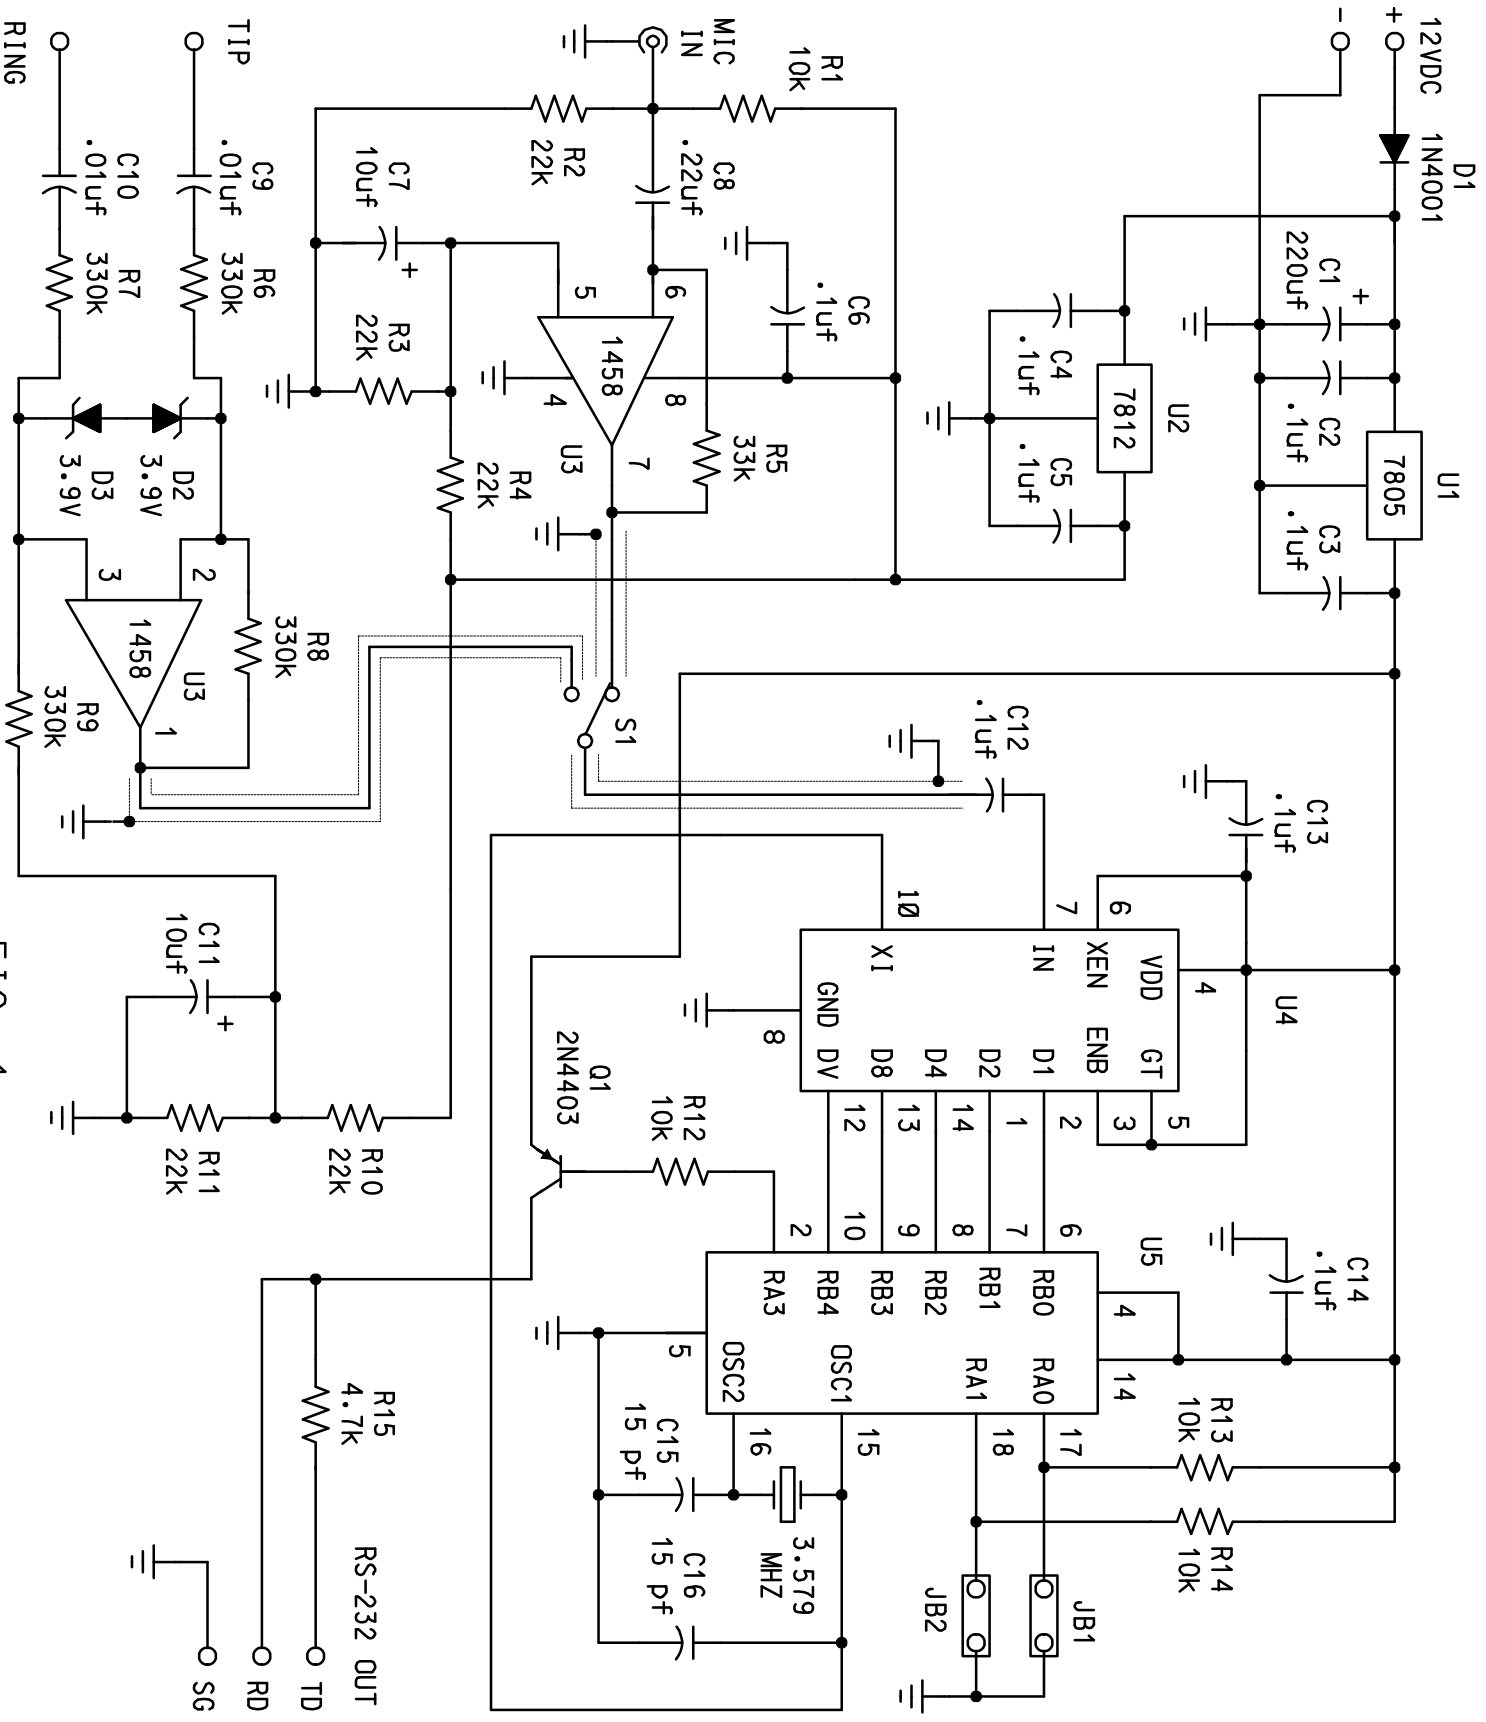 12VDC
+
-
D1
1N4001
C1
220uf
+
C2
.1uf
U1
7805
C3
.1uf
U2
7812
C4
.1uf
C5
.1uf
MIC
IN
R1
10k
R2
22k
C8
.22uf
C7
10uf
+
C6
.1uf
R3
22k
R4
22k
R5
33k
5
6
1458
4
8
7
U3
TIP
RING
C9
.01uf
C10
.01uf
R6
330k
R7
330k
D2
3.9V
D3
3.9V
2
3
1458
U3
1
R8
330k
R9
330k
S1
C12
.1uf
C13
.1uf
C11
10uf
+
R10
22k
R11
22k
U4
4
6
7
10
8
VDD
XEN
IN
XI
GND
GT
ENB
D1
D2
D4
D8
DV
5
3
2
1
14
13
12
Q1
2N4403
R12
10k
U5
6
7
8
9
10
2
RB0
RB1
RB2
RB3
RB4
RA3
RA0
RA1
OSC1
OSC2
4
14
17
18
15
16
5
C14
.1uf
R13
10k
R14
10k
JB1
JB2
3.579
MHZ
C15
15 pf
C16
15 pf
R15
4.7k
RS-232 OUT
TD
RD
SG